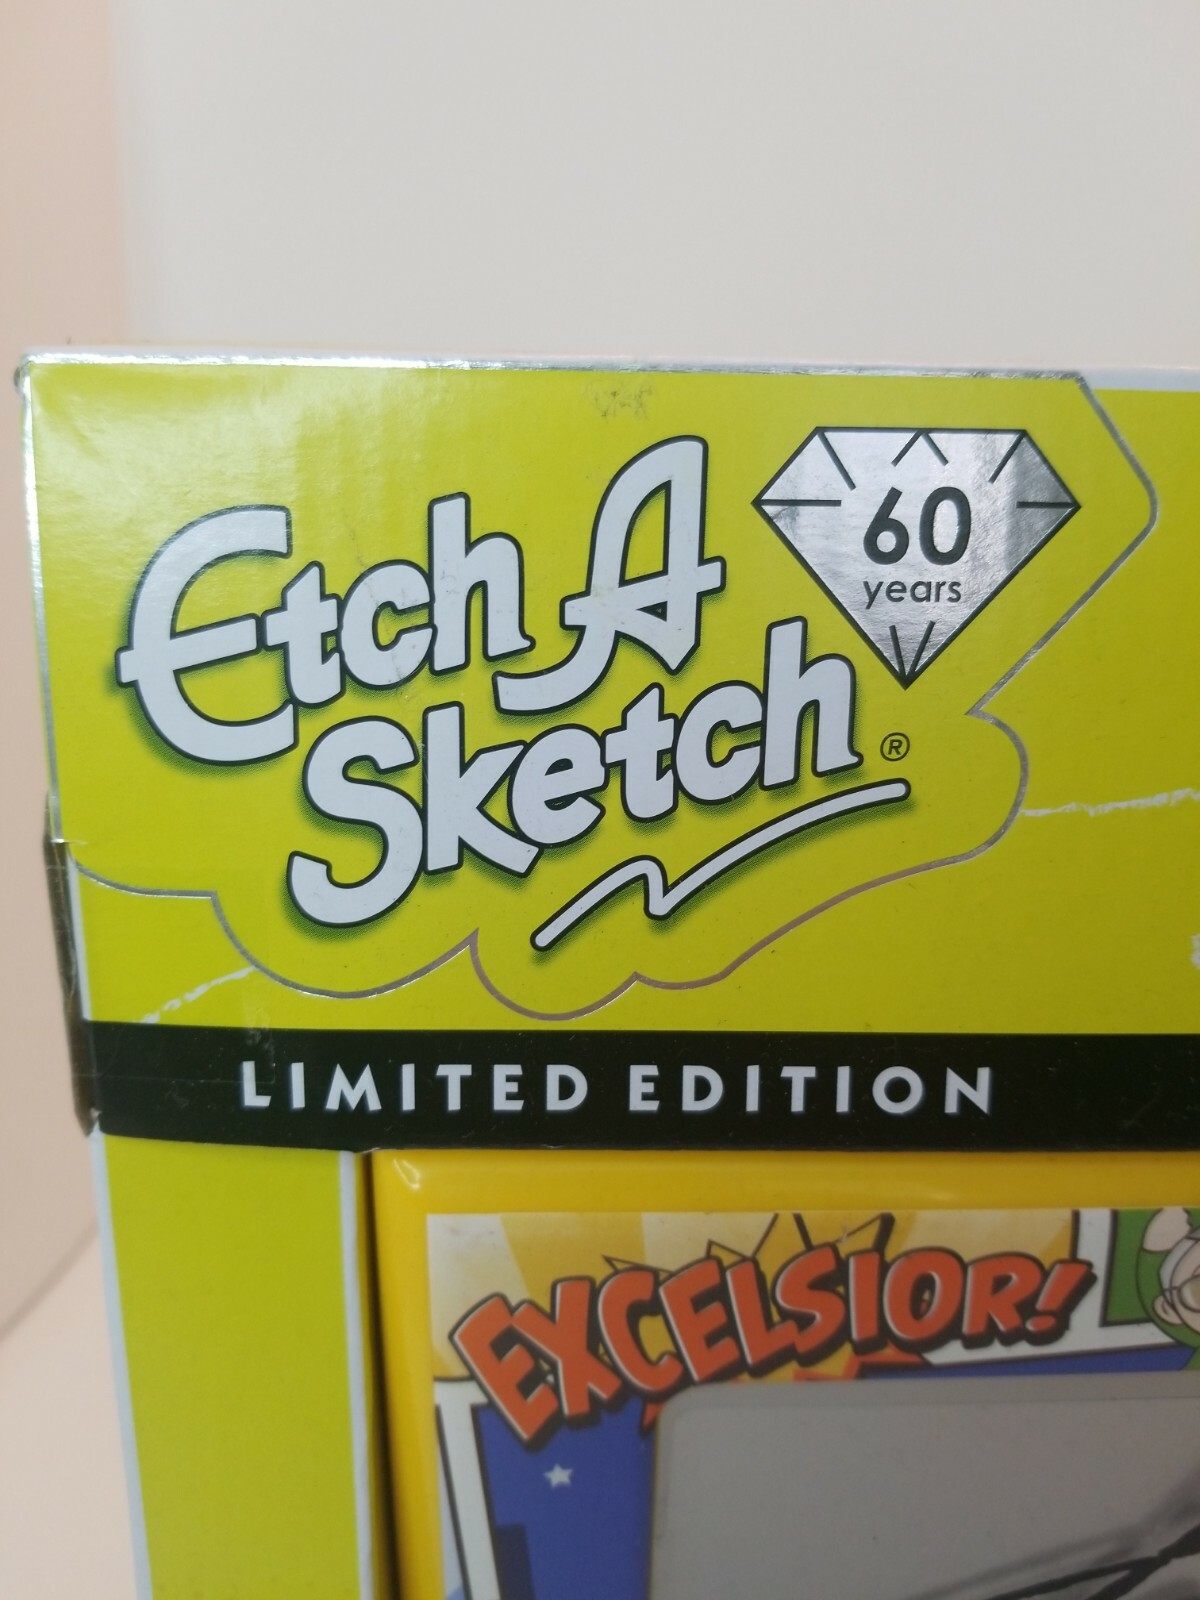 Etch A
Sketch®
60
years
LIMITED EDITION
EXCELSIOR!